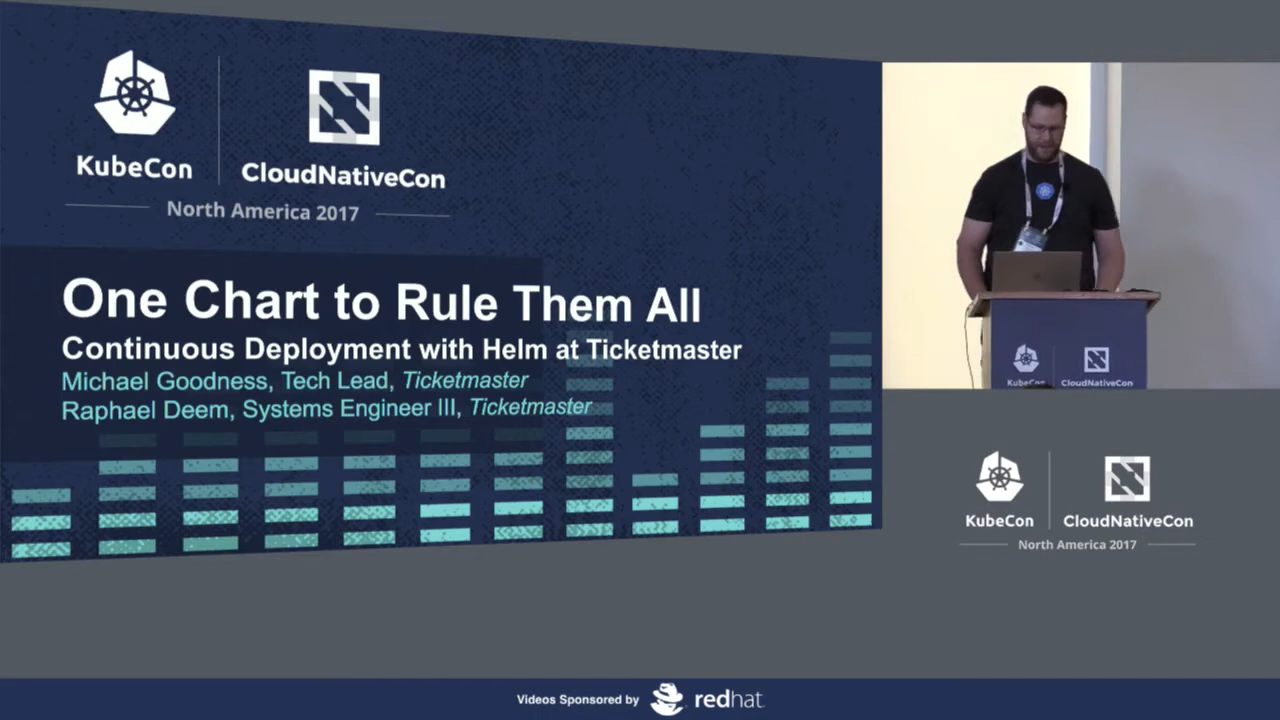 KubeCon
CloudNativeCon
North America 2017
One Chart to Rule Them All
Continuous Deployment with Helm at Ticketmaster
Michael Goodness, Tech Lead, Ticketmaster
Raphael Deem, Systems Engineer III, Ticketmaster
KubeCon
CloudNativeCon
KubeCon
CloudNativeCon
North America 2017
Videos Sponsored by
redhat